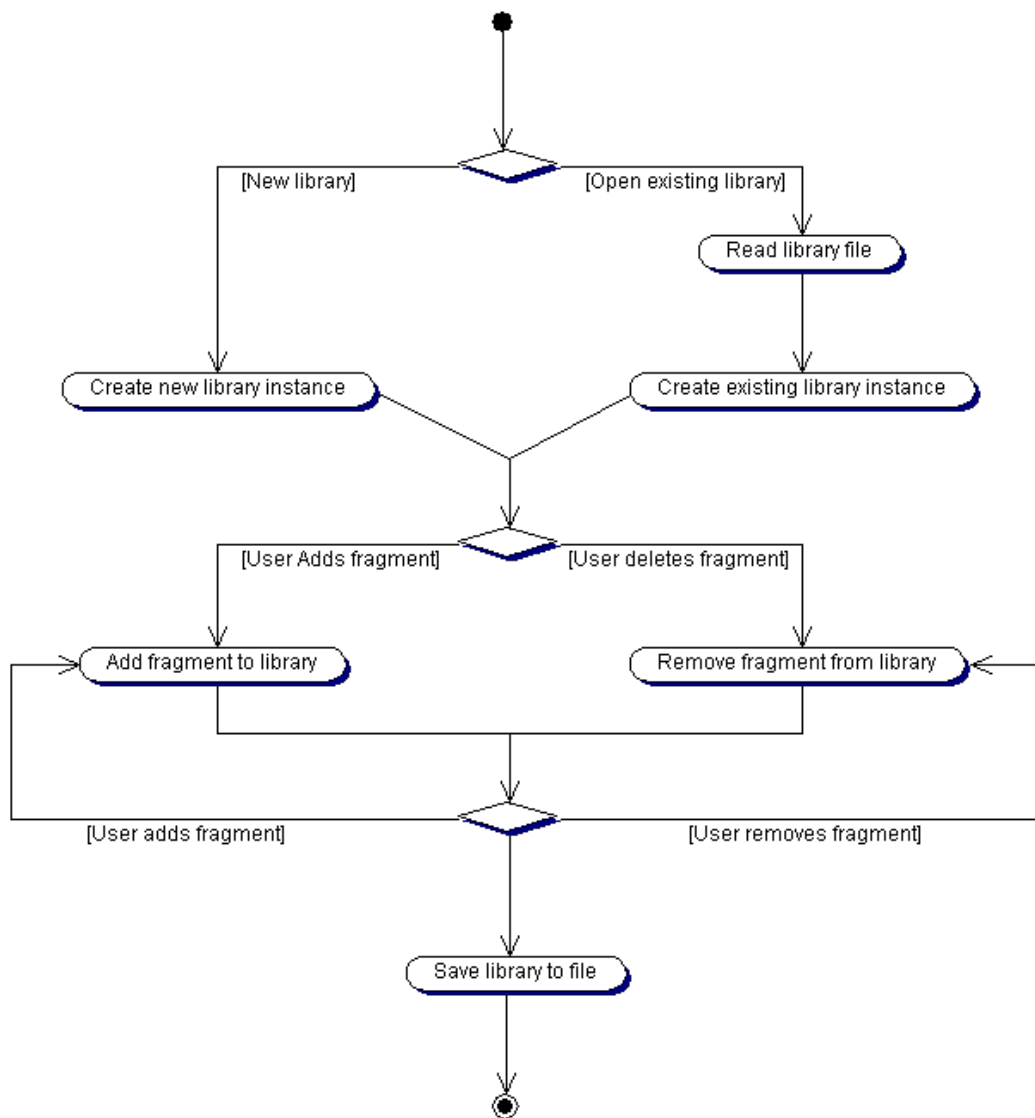 [New library]
[Open existing library]
Read library file
Create new library instance
Create existing library instance
[User Adds fragment]
[User deletes fragment]
Add fragment to library
Remove fragment from library
[User adds fragment]
[User removes fragment]
Save library to file